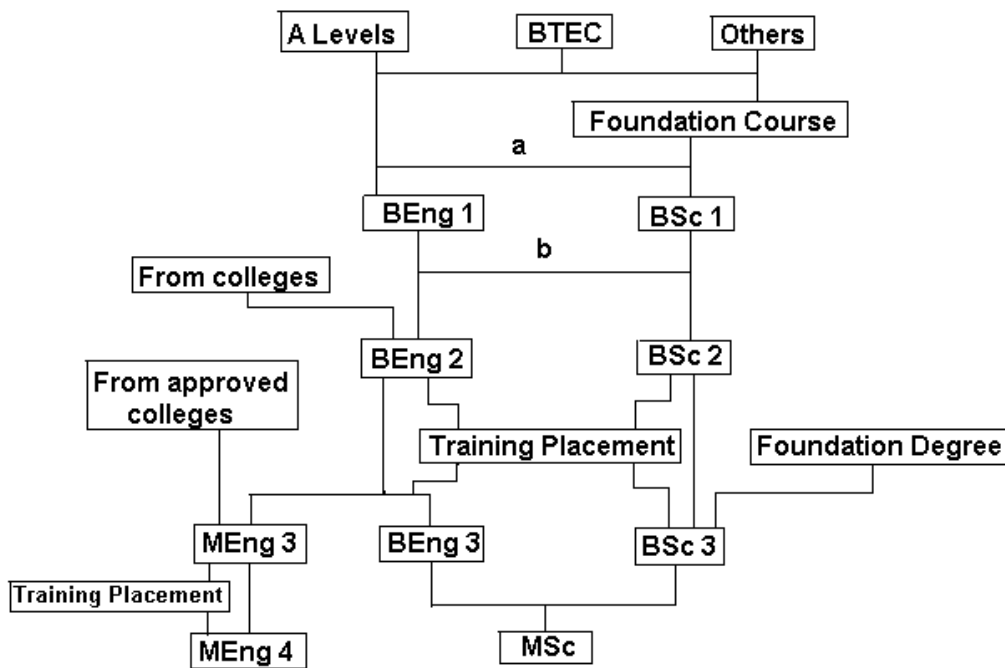 A Levels
BTEC
Others
Foundation Course
a
BEng 1
BSc 1
b
From colleges
BEng 2
BSc 2
From approved
colleges
Training Placement
Foundation Degree
MEng 3
BEng 3
BSc 3
Training Placement
MEng 4
MSc